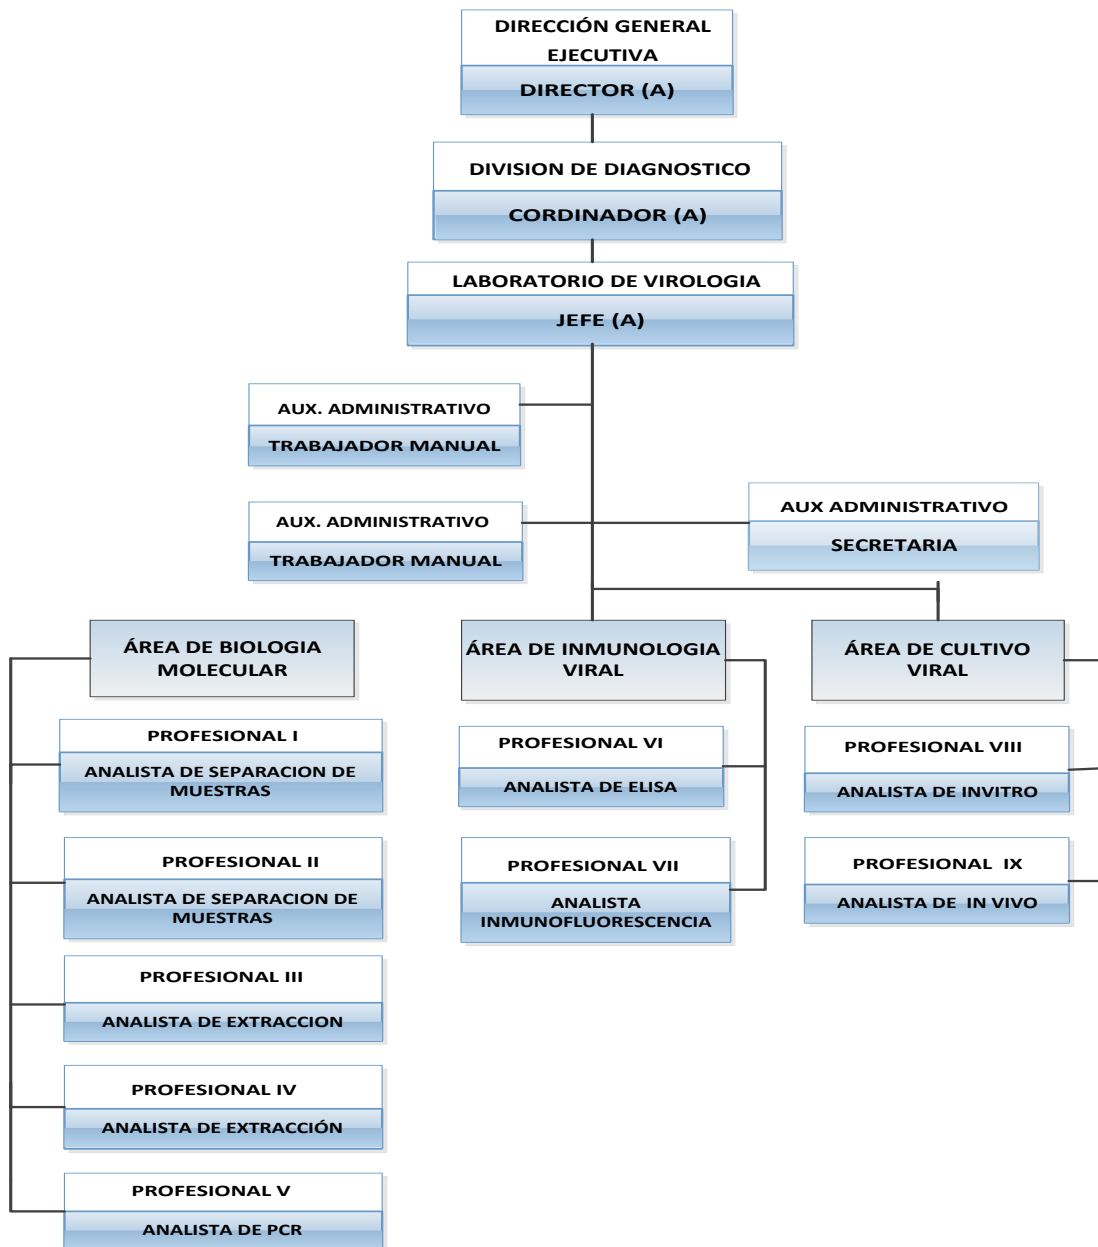 DIRECCIÓN GENERAL
EJECUTIVA
DIRECTOR (A)
DIVISION DE DIAGNOSTICO
CORDINADOR (A)
LABORATORIO DE VIROLOGIA
JEFE (A)
AUX. ADMINISTRATIVO
TRABAJADOR MANUAL
AUX. ADMINISTRATIVO
TRABAJADOR MANUAL
AUX ADMINISTRATIVO
SECRETARIA
ÁREA DE BIOLOGIA
MOLECULAR
PROFESIONAL I
ANALISTA DE SEPARACION DE
MUESTRAS
PROFESIONAL II
ANALISTA DE SEPARACION DE
MUESTRAS
PROFESIONAL III
ANALISTA DE EXTRACCION
PROFESIONAL IV
ANALISTA DE EXTRACCIÓN
PROFESIONAL V
ANALISTA DE PCR
ÁREA DE INMUNOLOGIA
VIRAL
PROFESIONAL VI
ANALISTA DE ELISA
PROFESIONAL VII
ANALISTA
INMUNOFLUORESCENCIA
ÁREA DE CULTIVO
VIRAL
PROFESIONAL VIII
ANALISTA DE INVITRO
PROFESIONAL IX
ANALISTA DE IN VIVO